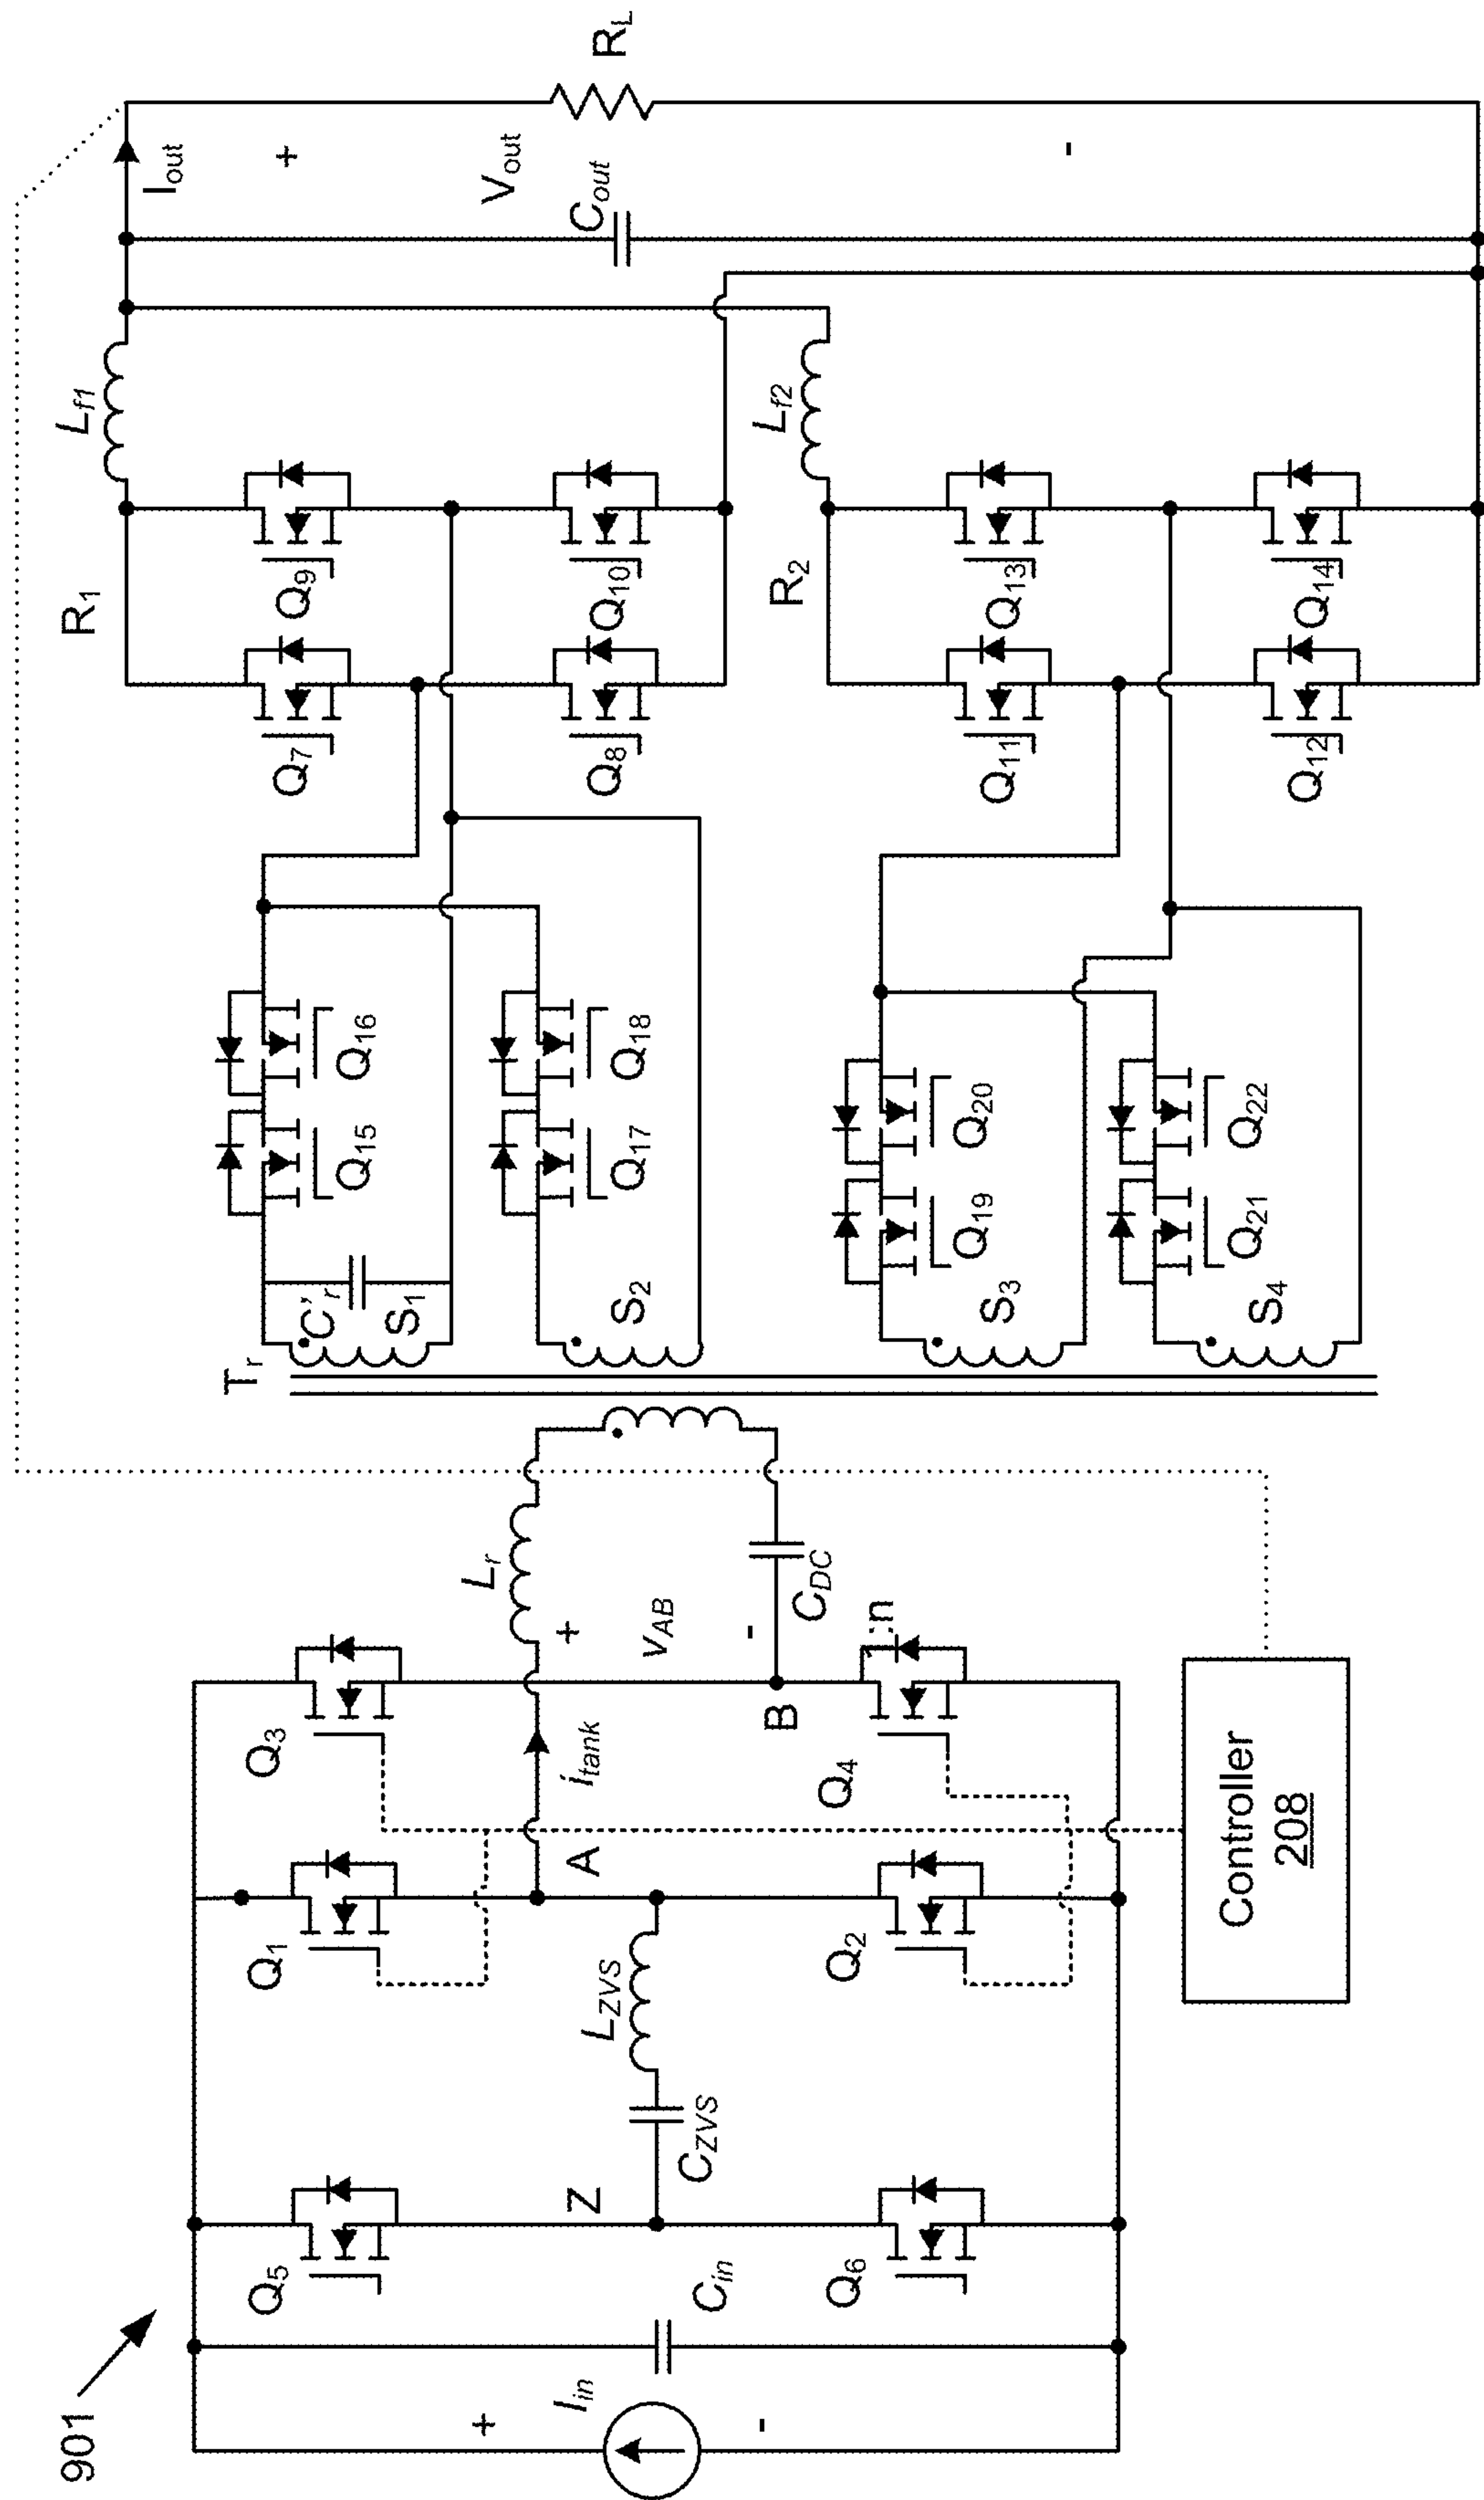 901
I_in
+
-
C_in
Q_5
Q_6
Z
C_ZVS
L_ZVS
Q_1
Q_2
A
i_tank
Q_3
Q_4
B
+
v_AB
-
L_r
C_DC
1:n
Controller
208
T_r
C'_r
S_1
S_2
S_3
S_4
Q_15
Q_16
Q_17
Q_18
Q_19
Q_20
Q_21
Q_22
Q_7
Q_8
Q_9
Q_10
R_1
Q_11
Q_12
Q_13
Q_14
R_2
L_f1
L_f2
C_out
I_out
+
V_out
-
R_L